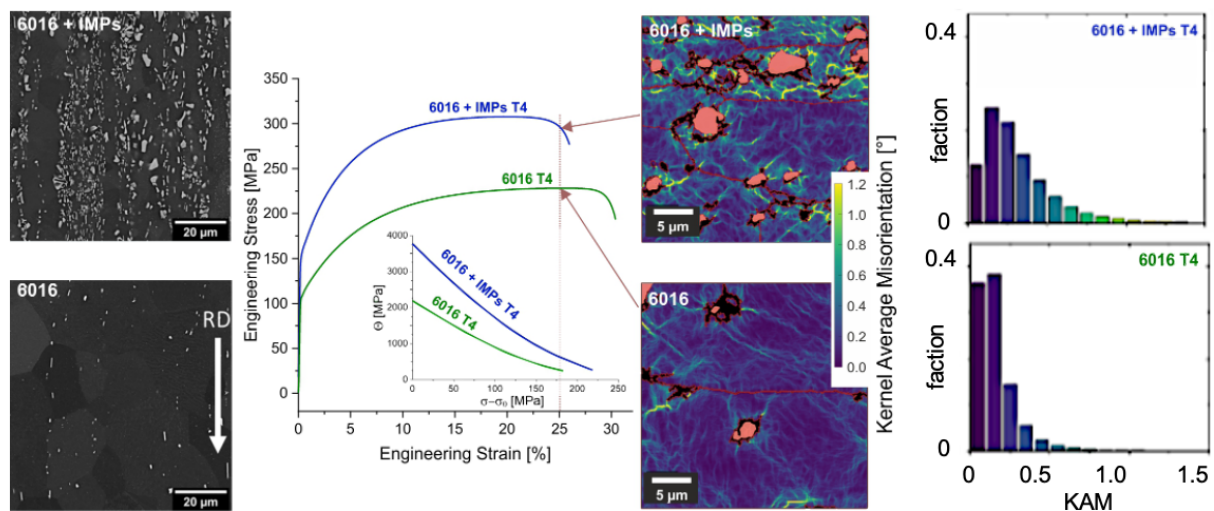 6016 + IMPs
20 µm
6016
RD
20 µm
Engineering Stress [MPa]
350
300
250
200
150
125
100
75
50
25
0
6016 + IMPs T4
6016 T4
Θ [MPa]
4000
3000
2000
1000
0
6016 + IMPs T4
6016 T4
0 50 100 150 200 250
σ−σ₀ [MPa]
0 5 10 15 20 25 30
Engineering Strain [%]
6016 + IMPs
5 µm
6016
5 µm
1.2
1.0
0.8
0.6
0.4
0.2
0.0
Kernel Average Misorientation [°]
0.4
6016 + IMPs T4
faction
0
0.4
6016 T4
faction
0
0 0.5 1.0 1.5
KAM